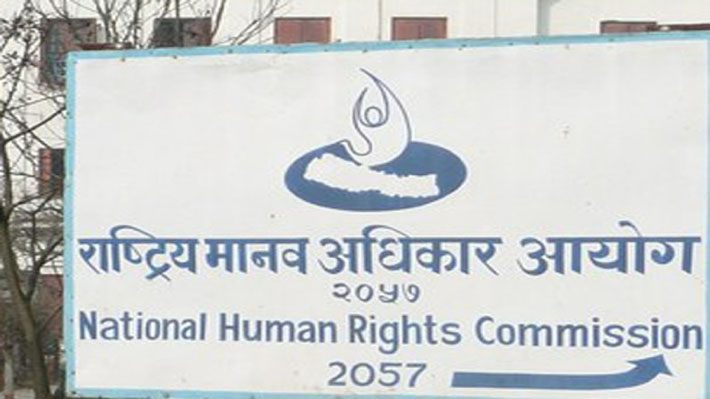 राष्ट्रिय मानव अधिकार आयोग
२०५७
National Human Rights Commission
2057